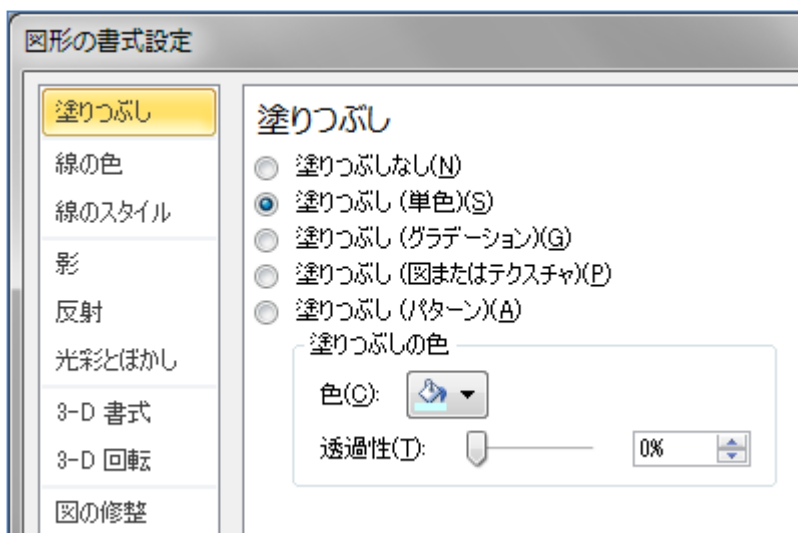 図形の書式設定
塗りつぶし
線の色
線のスタイル
影
反射
光彩とぼかし
3-D 書式
3-D 回転
図の修整
塗りつぶし
塗りつぶしなし(N)
塗りつぶし (単色)(S)
塗りつぶし (グラデーション)(G)
塗りつぶし (図またはテクスチャ)(P)
塗りつぶし (パターン)(A)
塗りつぶしの色
色(C):
透過性(T): 0%